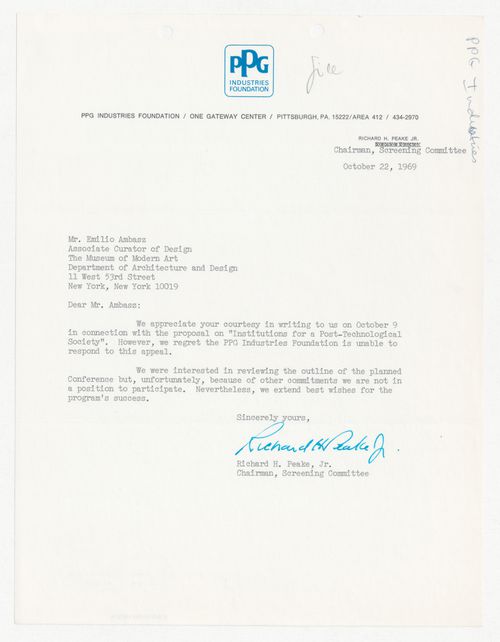 PPG
INDUSTRIES
FOUNDATION
file
PPG Industries
PPG INDUSTRIES FOUNDATION / ONE GATEWAY CENTER / PITTSBURGH, PA. 15222/AREA 412 / 434-2970
RICHARD H. PEAKE JR.
Chairman, Screening Committee
October 22, 1969
Mr. Emilio Ambasz
Associate Curator of Design
The Museum of Modern Art
Department of Architecture and Design
11 West 53rd Street
New York, New York 10019
Dear Mr. Ambasz:
We appreciate your courtesy in writing to us on October 9
in connection with the proposal on "Institutions for a Post-Technological
Society". However, we regret the PPG Industries Foundation is unable to
respond to this appeal.
We were interested in reviewing the outline of the planned
Conference but, unfortunately, because of other commitments we are not in
a position to participate. Nevertheless, we extend best wishes for the
program's success.
Sincerely yours,
Richard H Peake Jr.
Richard H. Peake, Jr.
Chairman, Screening Committee